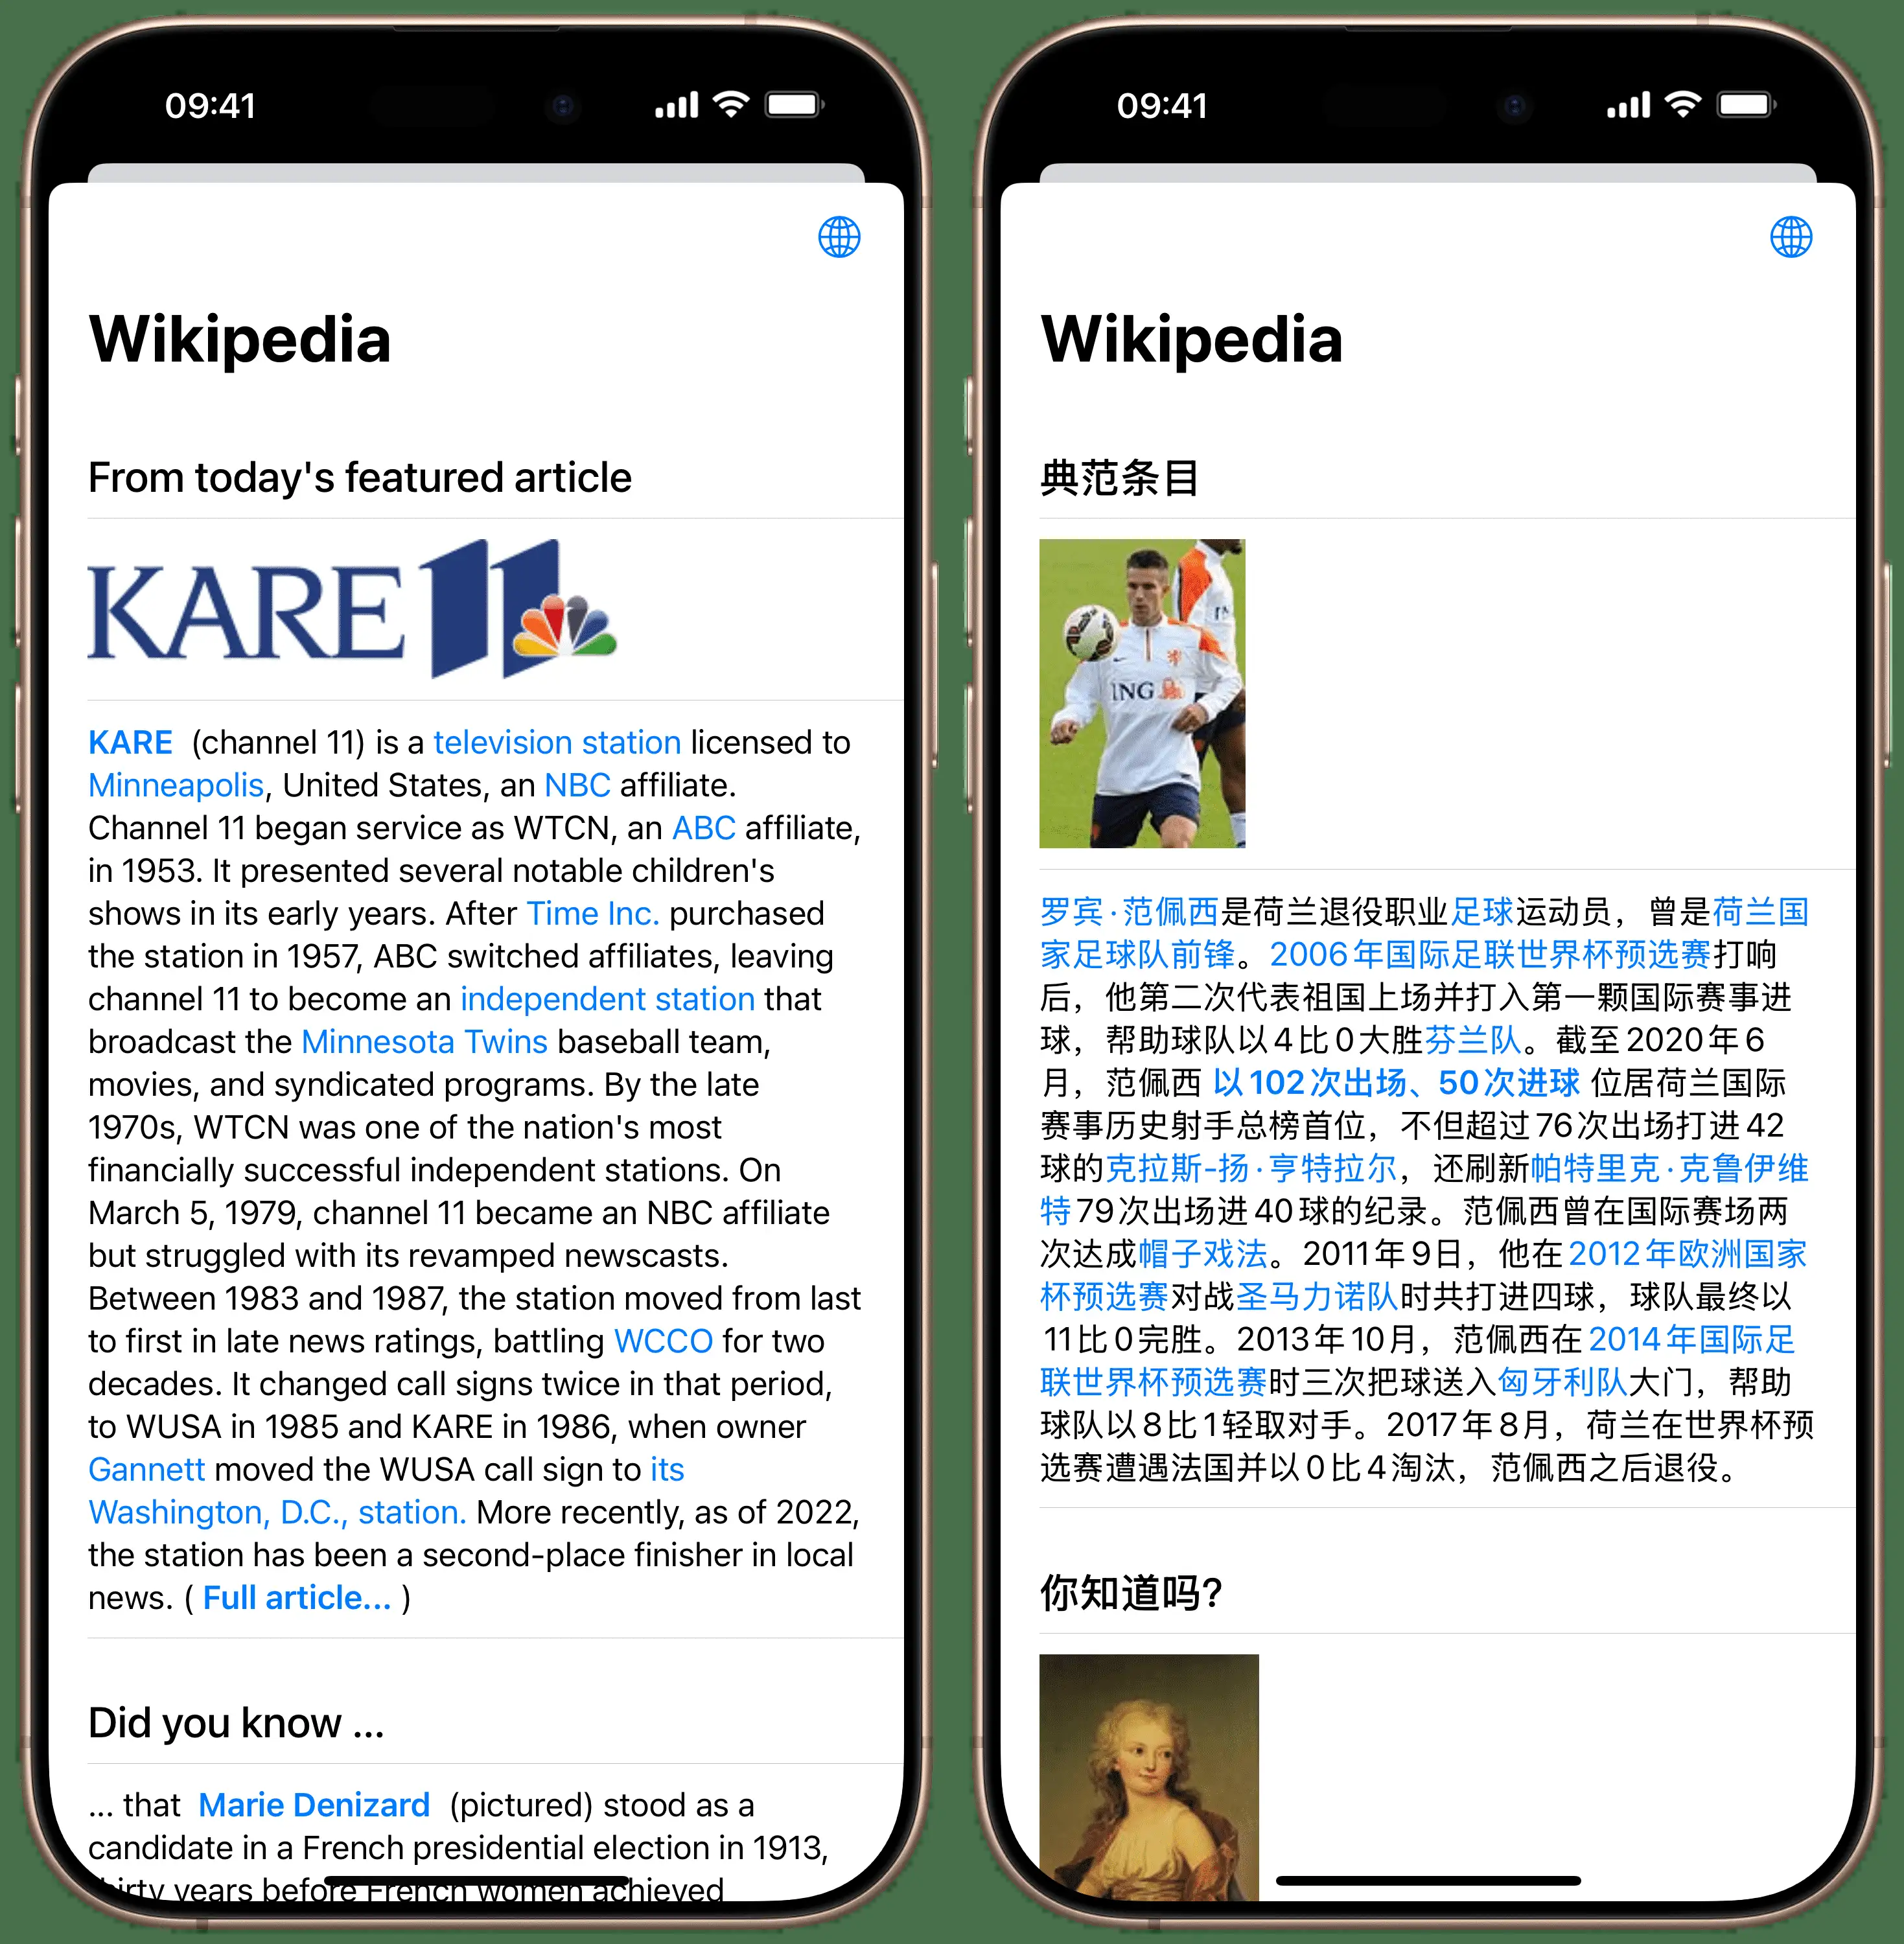 09:41
Wikipedia
From today's featured article
KARE 11
KARE (channel 11) is a television station licensed to
Minneapolis, United States, an NBC affiliate.
Channel 11 began service as WTCN, an ABC affiliate,
in 1953. It presented several notable children's
shows in its early years. After Time Inc. purchased
the station in 1957, ABC switched affiliates, leaving
channel 11 to become an independent station that
broadcast the Minnesota Twins baseball team,
movies, and syndicated programs. By the late
1970s, WTCN was one of the nation's most
financially successful independent stations. On
March 5, 1979, channel 11 became an NBC affiliate
but struggled with its revamped newscasts.
Between 1983 and 1987, the station moved from last
to first in late news ratings, battling WCCO for two
decades. It changed call signs twice in that period,
to WUSA in 1985 and KARE in 1986, when owner
Gannett moved the WUSA call sign to its
Washington, D.C., station. More recently, as of 2022,
the station has been a second-place finisher in local
news. ( Full article... )
Did you know ...
... that Marie Denizard (pictured) stood as a
candidate in a French presidential election in 1913,
thirty years before French women achieved
09:41
Wikipedia
典范条目
ING
罗宾·范佩西是荷兰退役职业足球运动员，曾是荷兰国
家足球队前锋。2006年国际足联世界杯预选赛打响
后，他第二次代表祖国上场并打入第一颗国际赛事进
球，帮助球队以4比0大胜芬兰队。截至2020年6
月，范佩西 以102次出场、50次进球 位居荷兰国际
赛事历史射手总榜首位，不但超过76次出场打进42
球的克拉斯-扬·亨特拉尔，还刷新帕特里克·克鲁伊维
特79次出场进40球的纪录。范佩西曾在国际赛场两
次达成帽子戏法。2011年9日，他在2012年欧洲国家
杯预选赛对战圣马力诺队时共打进四球，球队最终以
11比0完胜。2013年10月，范佩西在2014年国际足
联世界杯预选赛时三次把球送入匈牙利队大门，帮助
球队以8比1轻取对手。2017年8月，荷兰在世界杯预
选赛遭遇法国并以0比4淘汰，范佩西之后退役。
你知道吗?